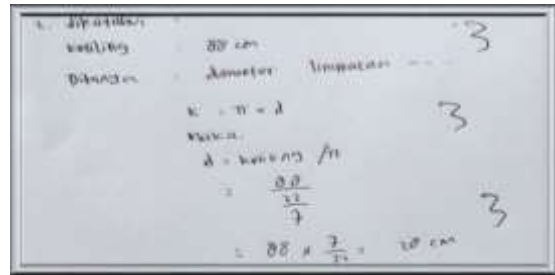 2. diketahui :
keliling : 88 cm 3
Ditanya : diameter lingkaran ...
K = π × d 3
Maka
d = keliling / π
= 88
22
7 3
= 88 × 7/22 = 28 cm